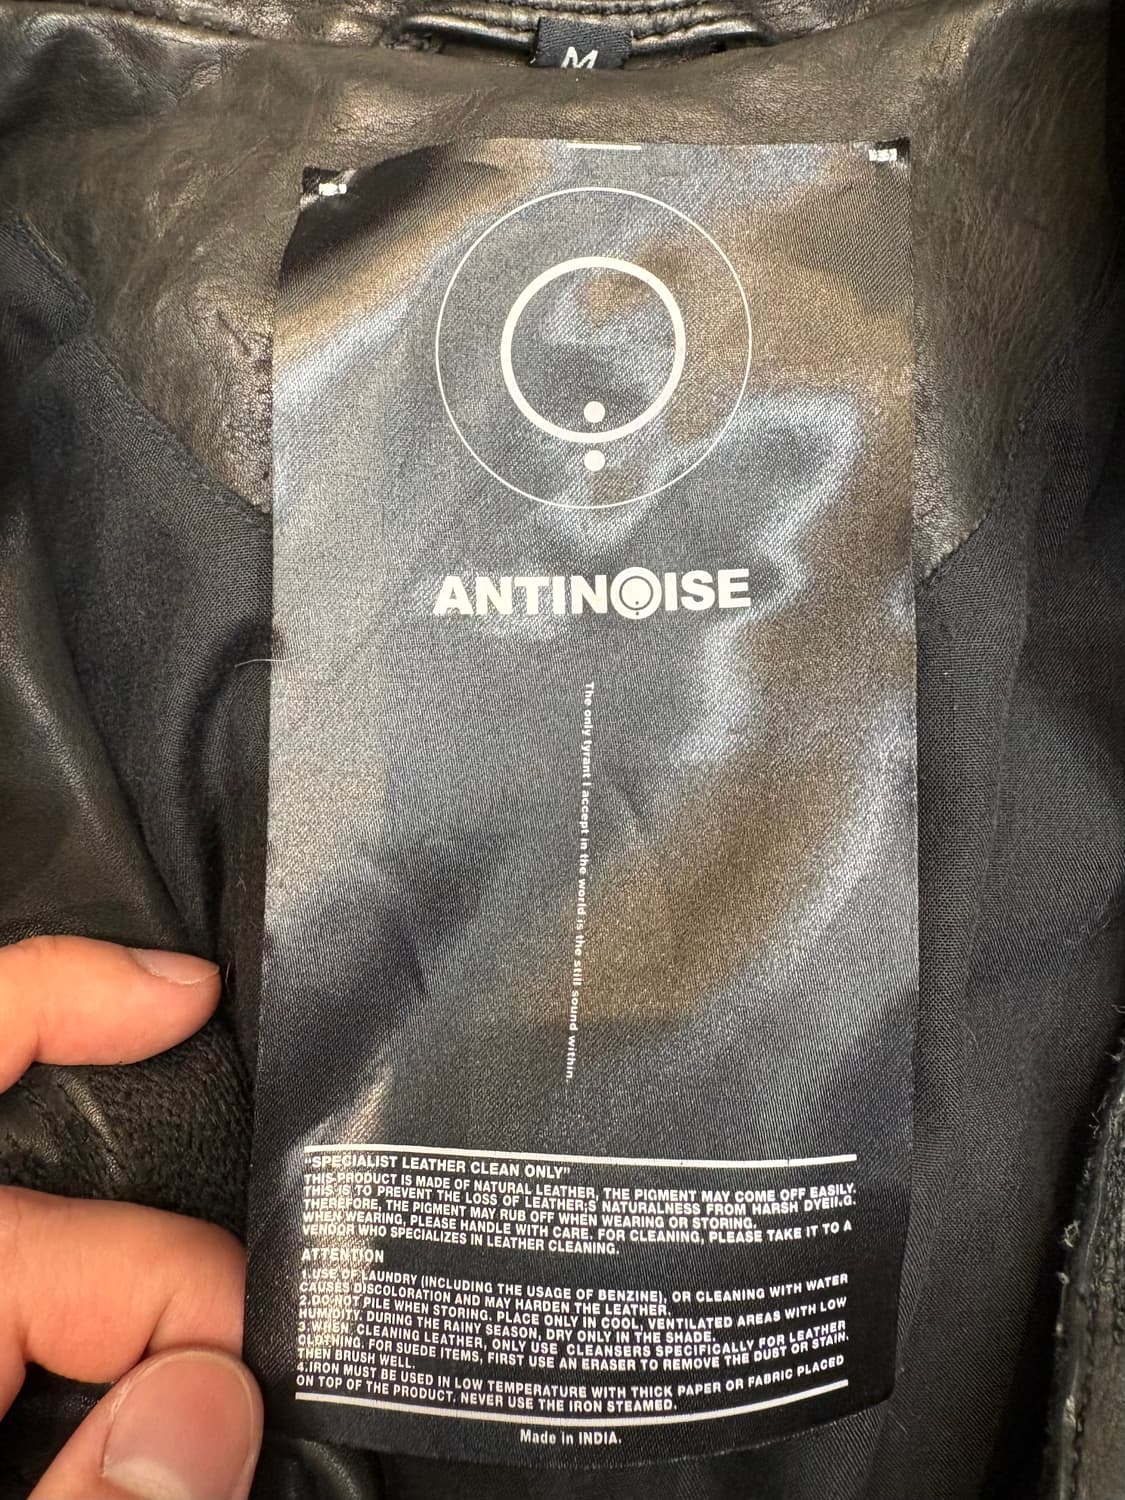 M
ANTINOISE
The only tyrant I accept in the world is the still sound within.
"SPECIALIST LEATHER CLEAN ONLY"
THIS PRODUCT IS MADE OF NATURAL LEATHER, THE PIGMENT MAY COME OFF EASILY.
THIS IS TO PREVENT THE LOSS OF LEATHER;S NATURALNESS FROM HARSH DYEII.G.
THEREFORE, THE PIGMENT MAY RUB OFF WHEN WEARING OR STORING.
WHEN WEARING, PLEASE HANDLE WITH CARE. FOR CLEANING, PLEASE TAKE IT TO A
VENDOR WHO SPECIALIZES IN LEATHER CLEANING.
ATTENTION
1.USE OF LAUNDRY (INCLUDING THE USAGE OF BENZINE), OR CLEANING WITH WATER
CAUSES DISCOLORATION AND MAY HARDEN THE LEATHER.
2.DO NOT PILE WHEN STORING. PLACE ONLY IN COOL, VENTILATED AREAS WITH LOW
HUMIDITY. DURING THE RAINY SEASON, DRY ONLY IN THE SHADE.
3.WHEN CLEANING LEATHER, ONLY USE CLEANSERS SPECIFICALLY FOR LEATHER
CLOTHING. FOR SUEDE ITEMS, FIRST USE AN ERASER TO REMOVE THE DUST OR STAIN.
THEN BRUSH WELL.
4.IRON MUST BE USED IN LOW TEMPERATURE WITH THICK PAPER OR FABRIC PLACED
ON TOP OF THE PRODUCT. NEVER USE THE IRON STEAMED.
Made in INDIA.